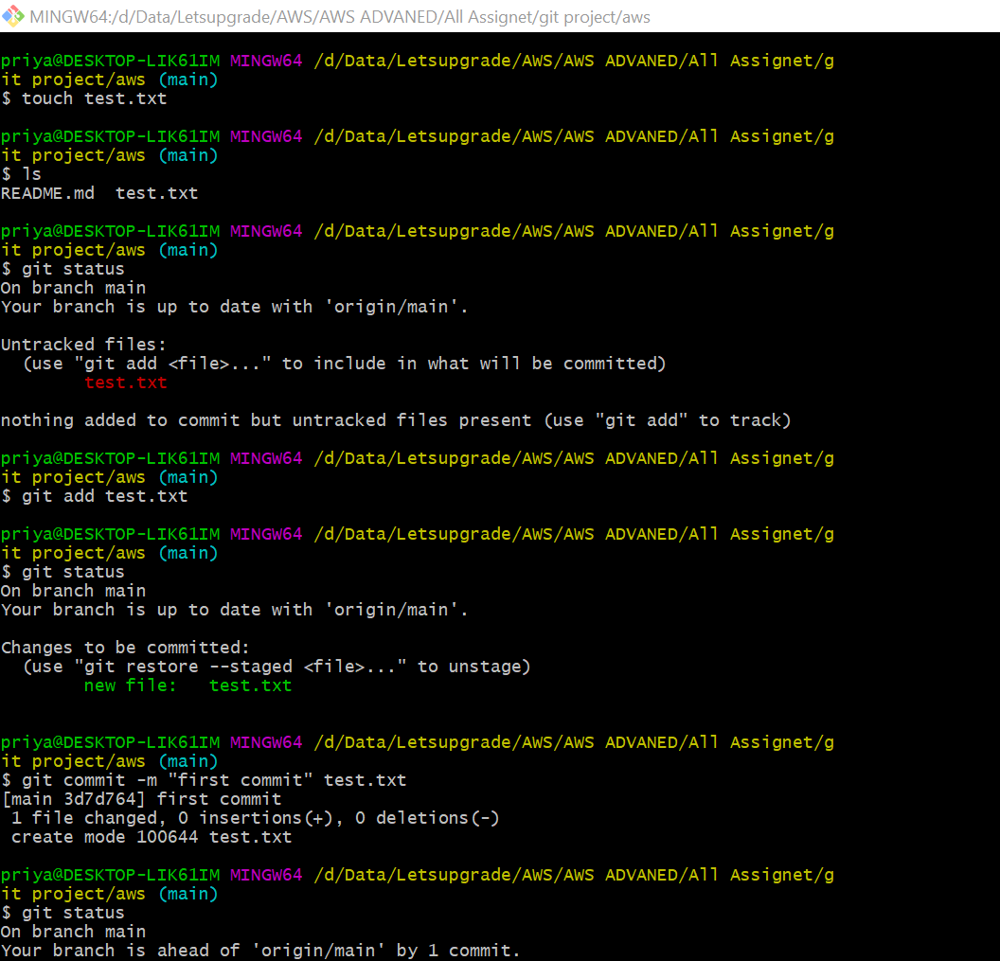 MINGW64:/d/Data/Letsupgrade/AWS/AWS ADVANED/All Assignet/git project/aws
priya@DESKTOP-LIK61IM MINGW64 /d/Data/Letsupgrade/AWS/AWS ADVANED/All Assignet/g
it project/aws (main)
$ touch test.txt
priya@DESKTOP-LIK61IM MINGW64 /d/Data/Letsupgrade/AWS/AWS ADVANED/All Assignet/g
it project/aws (main)
$ ls
README.md  test.txt
priya@DESKTOP-LIK61IM MINGW64 /d/Data/Letsupgrade/AWS/AWS ADVANED/All Assignet/g
it project/aws (main)
$ git status
On branch main
Your branch is up to date with 'origin/main'.
Untracked files:
  (use "git add <file>..." to include in what will be committed)
        test.txt
nothing added to commit but untracked files present (use "git add" to track)
priya@DESKTOP-LIK61IM MINGW64 /d/Data/Letsupgrade/AWS/AWS ADVANED/All Assignet/g
it project/aws (main)
$ git add test.txt
priya@DESKTOP-LIK61IM MINGW64 /d/Data/Letsupgrade/AWS/AWS ADVANED/All Assignet/g
it project/aws (main)
$ git status
On branch main
Your branch is up to date with 'origin/main'.
Changes to be committed:
  (use "git restore --staged <file>..." to unstage)
        new file:   test.txt
priya@DESKTOP-LIK61IM MINGW64 /d/Data/Letsupgrade/AWS/AWS ADVANED/All Assignet/g
it project/aws (main)
$ git commit -m "first commit" test.txt
[main 3d7d764] first commit
 1 file changed, 0 insertions(+), 0 deletions(-)
 create mode 100644 test.txt
priya@DESKTOP-LIK61IM MINGW64 /d/Data/Letsupgrade/AWS/AWS ADVANED/All Assignet/g
it project/aws (main)
$ git status
On branch main
Your branch is ahead of 'origin/main' by 1 commit.